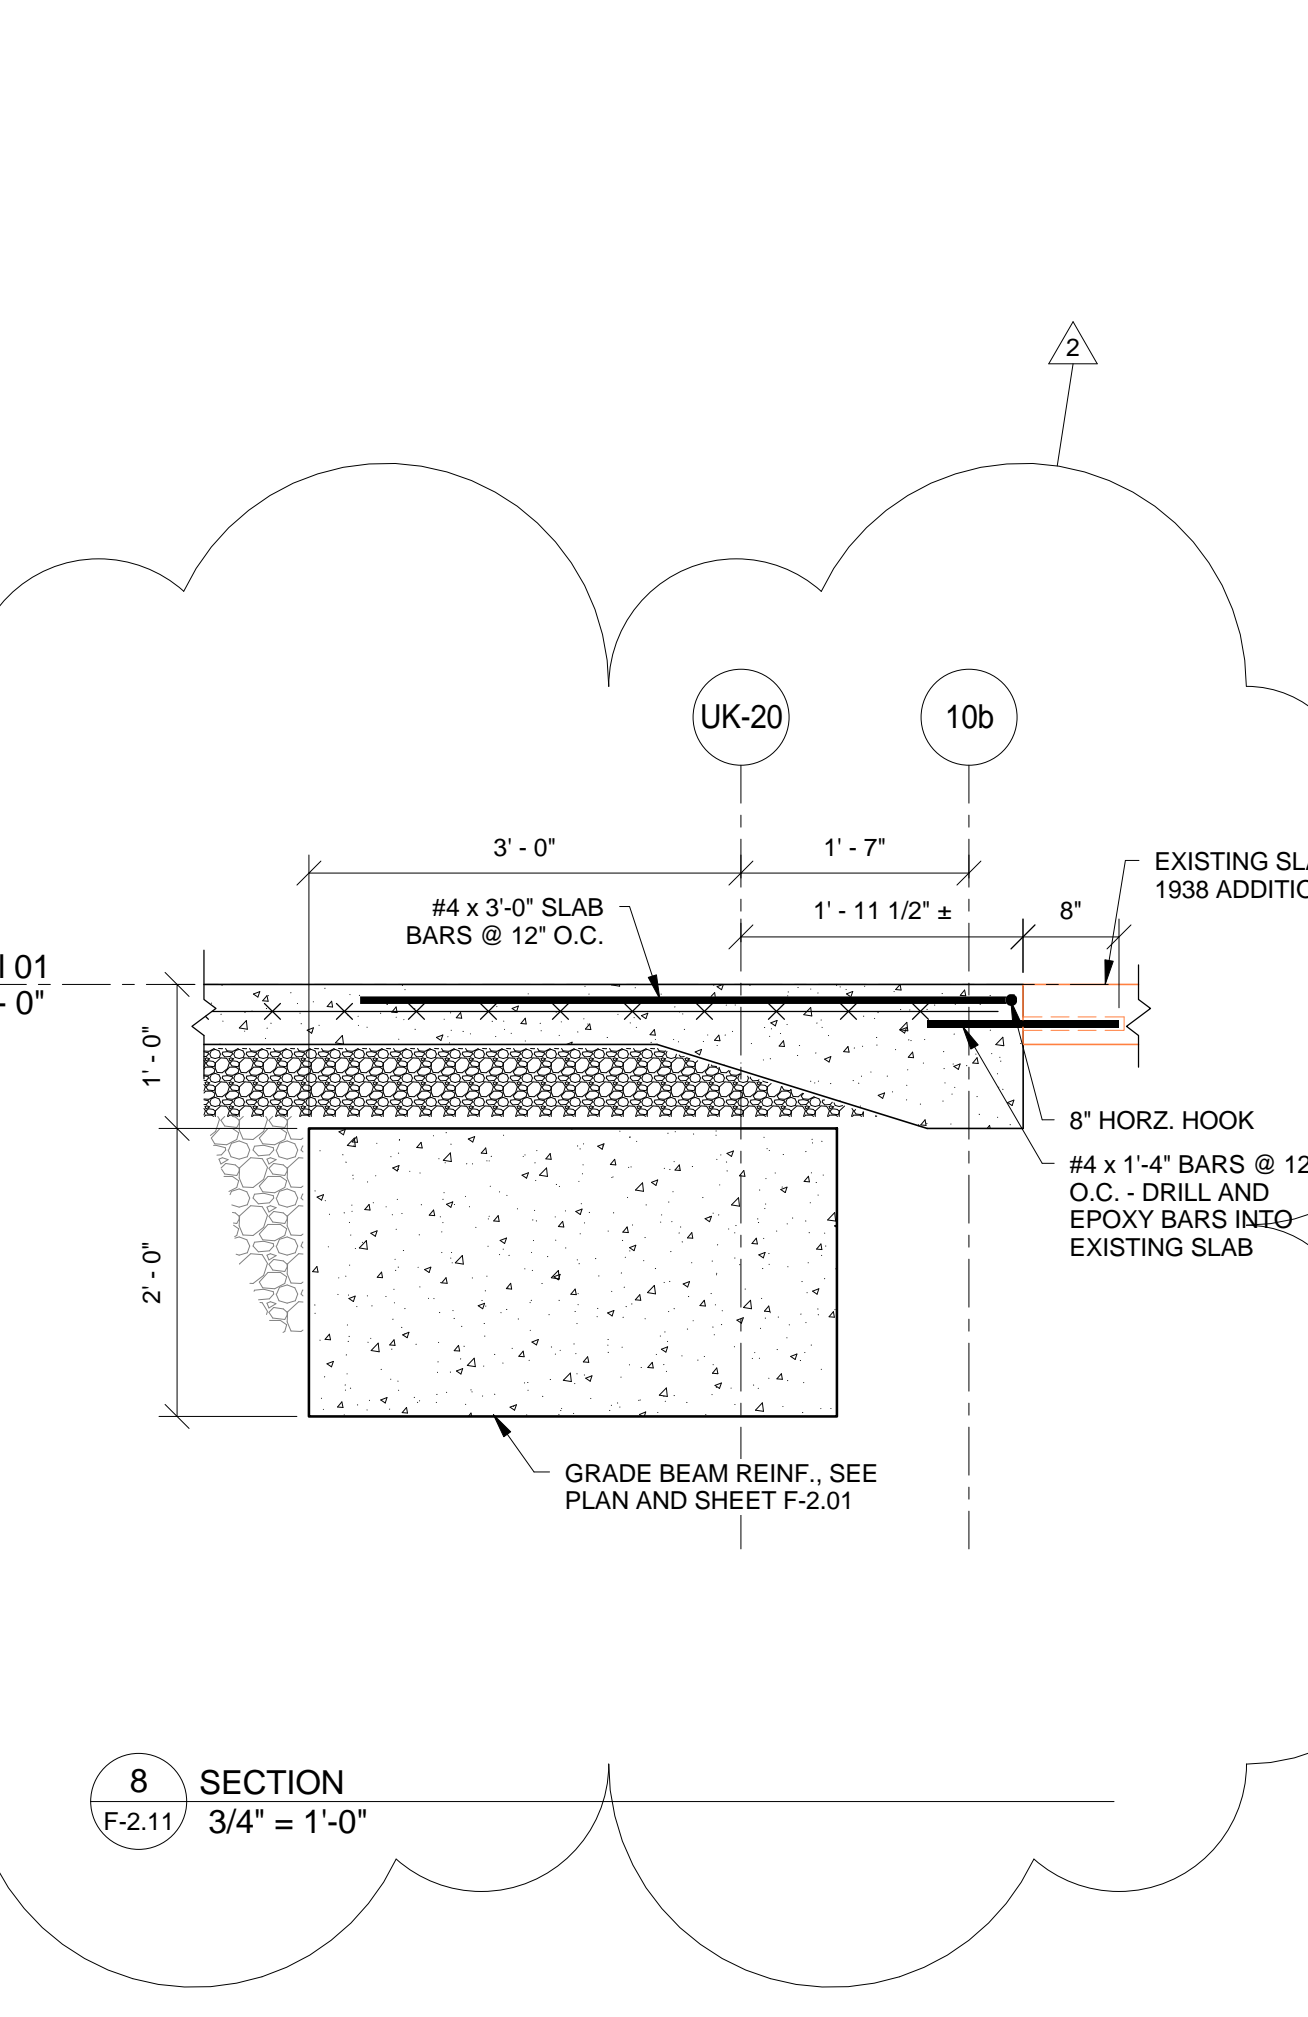 2
UK-20
10b
3' - 0"
1' - 7"
1' - 11 1/2" ±
8"
EXISTING
1938
#4 x 3'-0" SLAB
BARS @ 12" O.C.
01
- 0"
1' - 0"
2' - 0"
8" HORZ. HOOK
#4 x 1'-4" BARS @ 12
O.C. - DRILL AND
EPOXY BARS INTO
EXISTING SLAB
GRADE BEAM REINF., SEE
PLAN AND SHEET F-2.01
8
SECTION
F-2.11
3/4" = 1'-0"